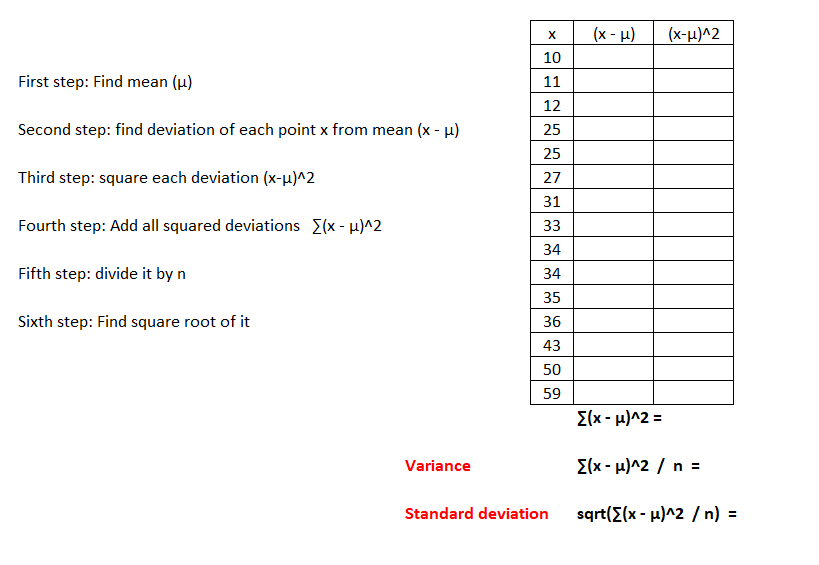 x (x - μ) (x-μ)^2
10
First step: Find mean (μ) 11
12
Second step: find deviation of each point x from mean (x - μ) 25
25
Third step: square each deviation (x-μ)^2 27
31
Fourth step: Add all squared deviations ∑(x - μ)^2 33
34
Fifth step: divide it by n 34
35
Sixth step: Find square root of it 36
43
50
59
∑(x - μ)^2 =
Variance ∑(x - μ)^2 / n =
Standard deviation sqrt(∑(x - μ)^2 / n) =